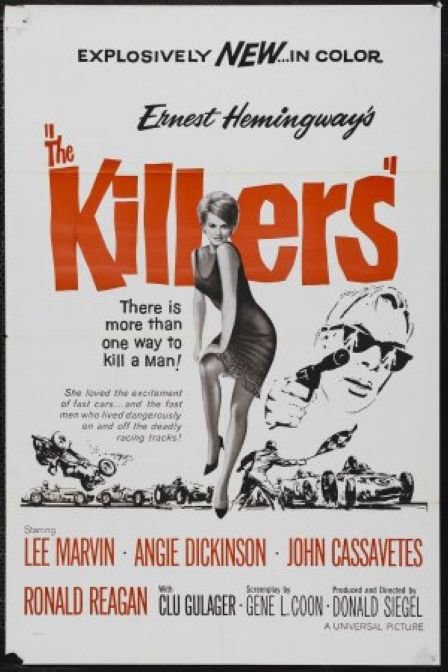 EXPLOSIVELY NEW...IN COLOR
Ernest Hemingway's
"The
Killers"
There is
more than
one way to
kill a Man!
She loved the excitement
of fast cars...and the fast
men who lived dangerously
on and off the deadly
racing tracks!
Starring
LEE MARVIN · ANGIE DICKINSON · JOHN CASSAVETES
RONALD REAGAN With CLU GULAGER · Screenplay by GENE L. COON · Produced and Directed by DONALD SIEGEL
A UNIVERSAL PICTURE